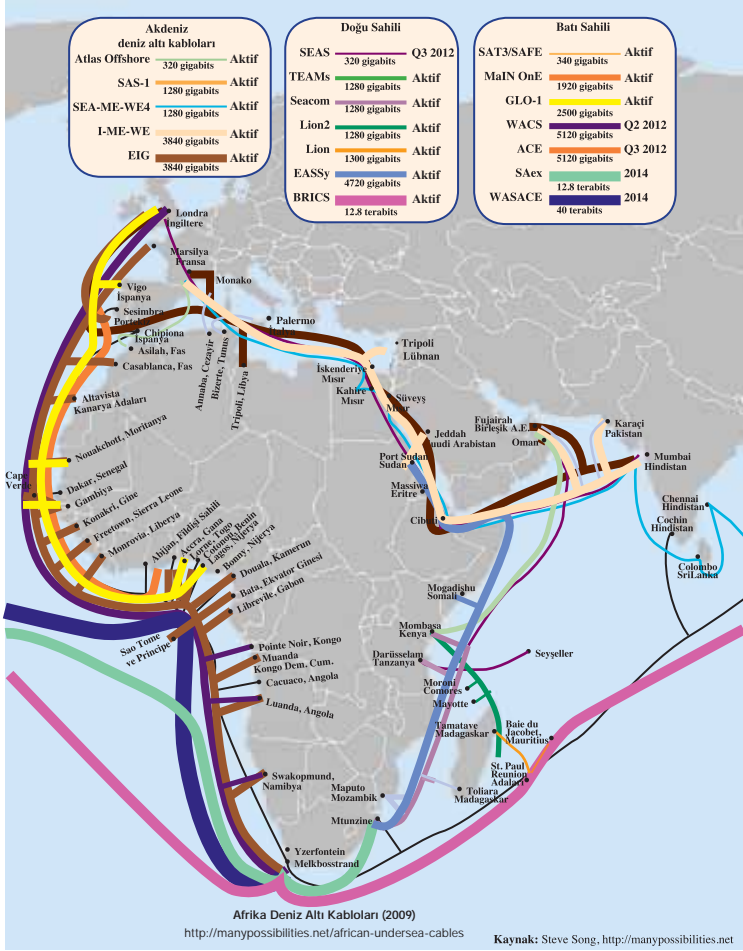 Akdeniz
deniz altı kabloları
Atlas Offshore Aktif
320 gigabits
SAS-1 Aktif
1280 gigabits
SEA-ME-WE4 Aktif
1280 gigabits
I-ME-WE Aktif
3840 gigabits
EIG Aktif
3840 gigabits
Doğu Sahili
SEAS Q3 2012
320 gigabits
TEAMs Aktif
1280 gigabits
Seacom Aktif
1280 gigabits
Lion2 Aktif
1280 gigabits
Lion Aktif
1300 gigabits
EASSy Aktif
4720 gigabits
BRICS Aktif
12.8 terabits
Batı Sahili
SAT3/SAFE Aktif
340 gigabits
MaIN OnE Aktif
1920 gigabits
GLO-1 Aktif
2500 gigabits
WACS Q2 2012
5120 gigabits
ACE Q3 2012
5120 gigabits
SAex 2014
12.8 terabits
WASACE 2014
40 terabits
Londra
İngiltere
Marsilya
Fransa
Monako
Vigo
İspanya
Sesimbra
Portekiz
Chipiona
İspanya
Asilah, Fas
Casablanca, Fas
Palermo
İtalya
Annaba, Cezayir
Bizerte, Tunus
Tripoli, Libya
Tripoli
Lübnan
İskenderiye
Mısır
Kahire
Mısır
Süveyş
Mısır
Altavista
Kanarya Adaları
Nouakchott, Moritanya
Cape
Verde
Dakar, Senegal
Gambiya
Konakri, Gine
Freetown, Sierra Leone
Monrovia, Liberya
Abijan, Fildişi Sahili
Accra, Gana
Lome, Togo
Cotonou, Benin
Lagos, Nijerya
Bonny, Nijerya
Douala, Kamerun
Bata, Ekvator Ginesi
Librevile, Gabon
Sao Tome
ve Principe
Jeddah
Suudi Arabistan
Port Sudan
Sudan
Massiwa
Eritre
Cibuti
Fujairah
Birleşik A.E.
Oman
Karaçi
Pakistan
Mumbai
Hindistan
Chennai
Hindistan
Cochin
Hindistan
Colombo
SriLanka
Mogadishu
Somali
Mombasa
Kenya
Darüsselam
Tanzanya
Seyşeller
Moroni
Comores
Mayotte
Tamatave
Madagaskar
Baie du
Jacobet,
Mauritius
St. Paul
Reunion
Adaları
Toliara
Madagaskar
Maputo
Mozambik
Mtunzine
Pointe Noir, Kongo
Muanda
Kongo Dem. Cum.
Cacuaco, Angola
Luanda, Angola
Swakopmund,
Namibya
Yzerfontein
Melkbosstrand
Afrika Deniz Altı Kabloları (2009)
http://manypossibilities.net/african-undersea-cables
Kaynak: Steve Song, http://manypossibilities.net